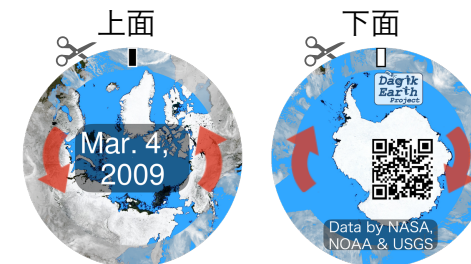 上面
下面
Mar. 4,
2009
Dagik
Earth
Project
Data by NASA,
NOAA & USGS